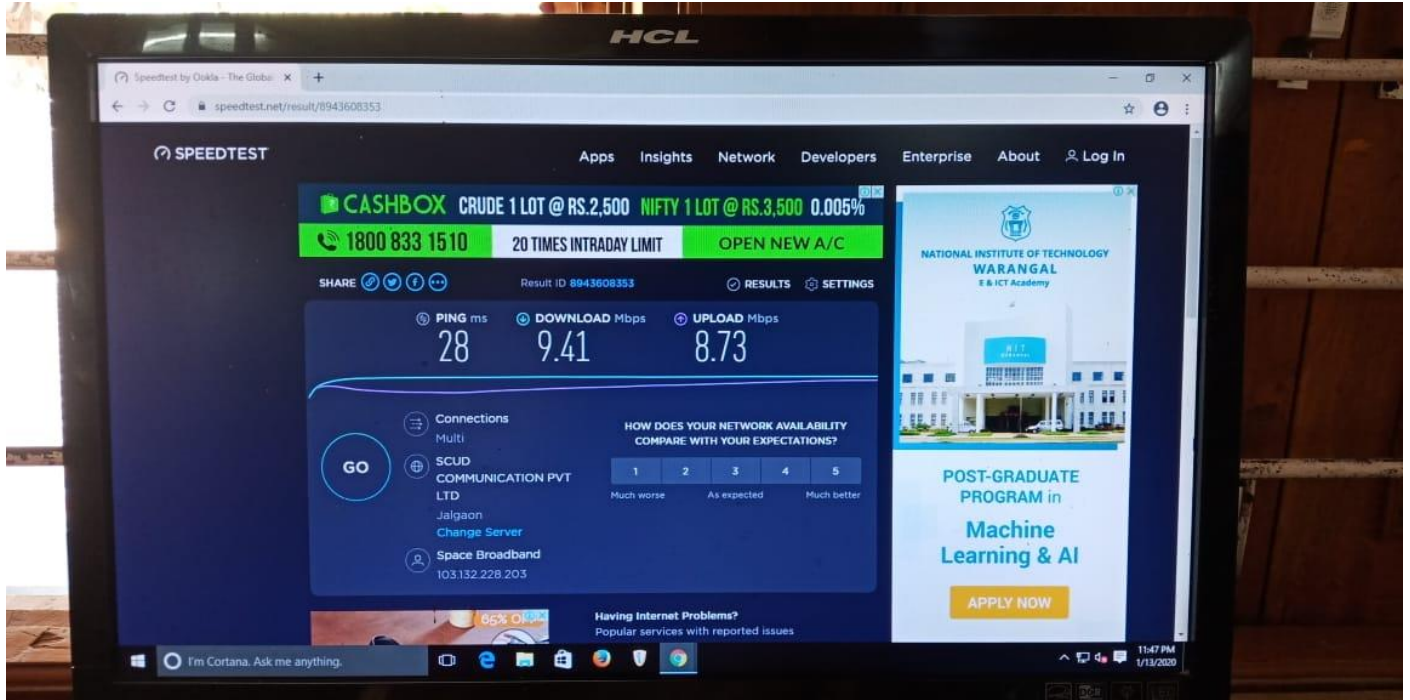 HCL
Speedtest by Ookla - The Globa
speedtest.net/result/8943608353
SPEEDTEST
Apps Insights Network Developers Enterprise About Log In
CASHBOX CRUDE 1 LOT @ RS.2,500 NIFTY 1 LOT @ RS.3,500 0.005%
1800 833 1510 20 TIMES INTRADAY LIMIT OPEN NEW A/C
SHARE Result ID 8943608353 RESULTS SETTINGS
PING ms DOWNLOAD Mbps UPLOAD Mbps
28 9.41 8.73
GO
Connections
Multi
SCUD
COMMUNICATION PVT
LTD
Jalgaon
Change Server
Space Broadband
103.132.228.203
HOW DOES YOUR NETWORK AVAILABILITY
COMPARE WITH YOUR EXPECTATIONS?
1 2 3 4 5
Much worse As expected Much better
65%
Having Internet Problems?
Popular services with reported issues
NATIONAL INSTITUTE OF TECHNOLOGY
WARANGAL
E & ICT Academy
NIT
POST-GRADUATE
PROGRAM in
Machine
Learning & AI
APPLY NOW
I'm Cortana. Ask me anything.
11:47 PM
1/13/2020